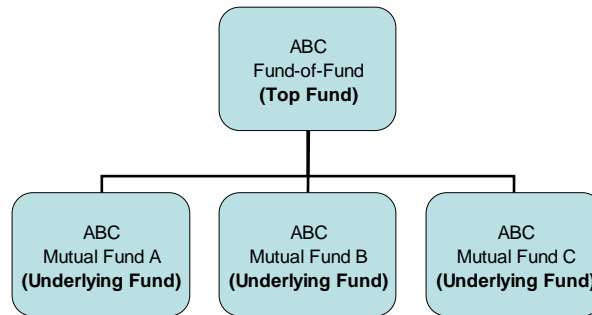 ABC
Fund-of-Fund
(Top Fund)
ABC
Mutual Fund A
(Underlying Fund)
ABC
Mutual Fund B
(Underlying Fund)
ABC
Mutual Fund C
(Underlying Fund)